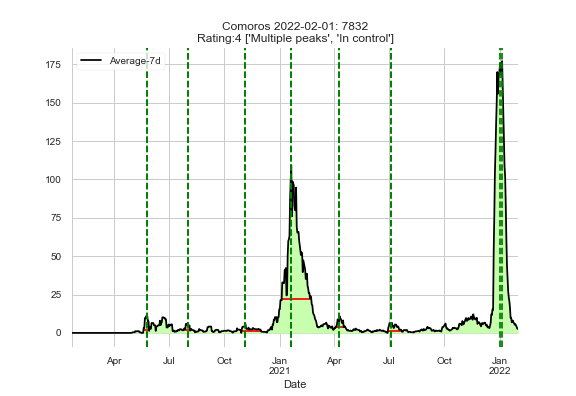 Comoros 2022-02-01: 7832
Rating:4 ['Multiple peaks', 'In control']
Average-7d
175
150
125
100
75
50
25
0
Apr Jul Oct Jan Apr Jul Oct Jan
2021 2022
Date